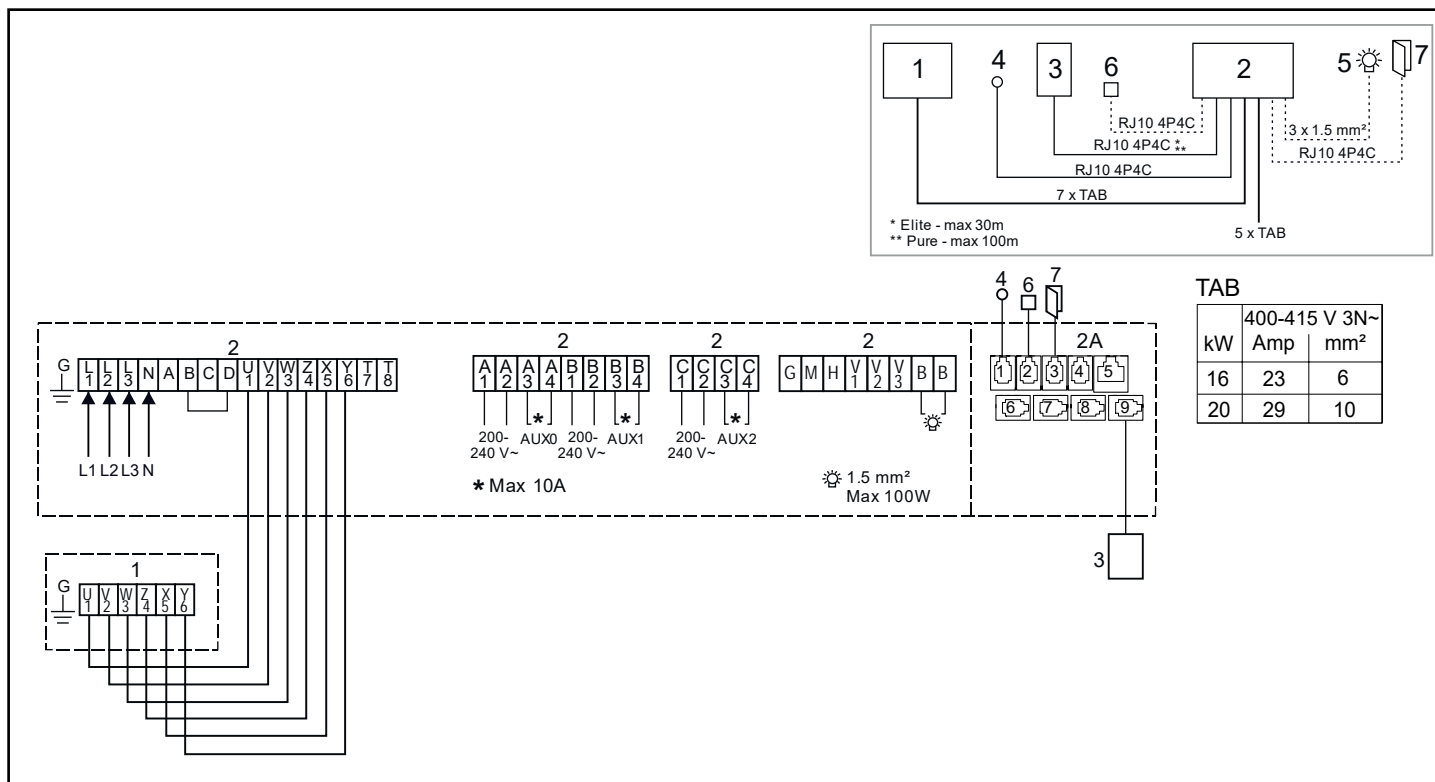 1 4 3 6 2 5 7
RJ10 4P4C
3 x 1.5 mm²
RJ10 4P4C *
**
RJ10 4P4C
RJ10 4P4C
7 x TAB
* Elite - max 30m
** Pure - max 100m
5 x TAB
TAB
400-415 V 3N~
kW Amp mm²
16 23 6
20 29 10
4 6 7
2 2 2 2 2A
G L1 L2 L3 N A B C D U1 V2 W3 Z4 X5 Y6 T7 T8
A1 A2 A3 A4 B1 B2 B3 B4
C1 C2 C3 C4
G M H V1 V2 V3 B B
1 2 3 4 5
6 7 8 9
L1 L2 L3 N
200-240 V~ * AUX0 200-240 V~ * AUX1
200-240 V~ * AUX2
* Max 10A
1.5 mm²
Max 100W
3
1
G U1 V2 W3 Z4 X5 Y6